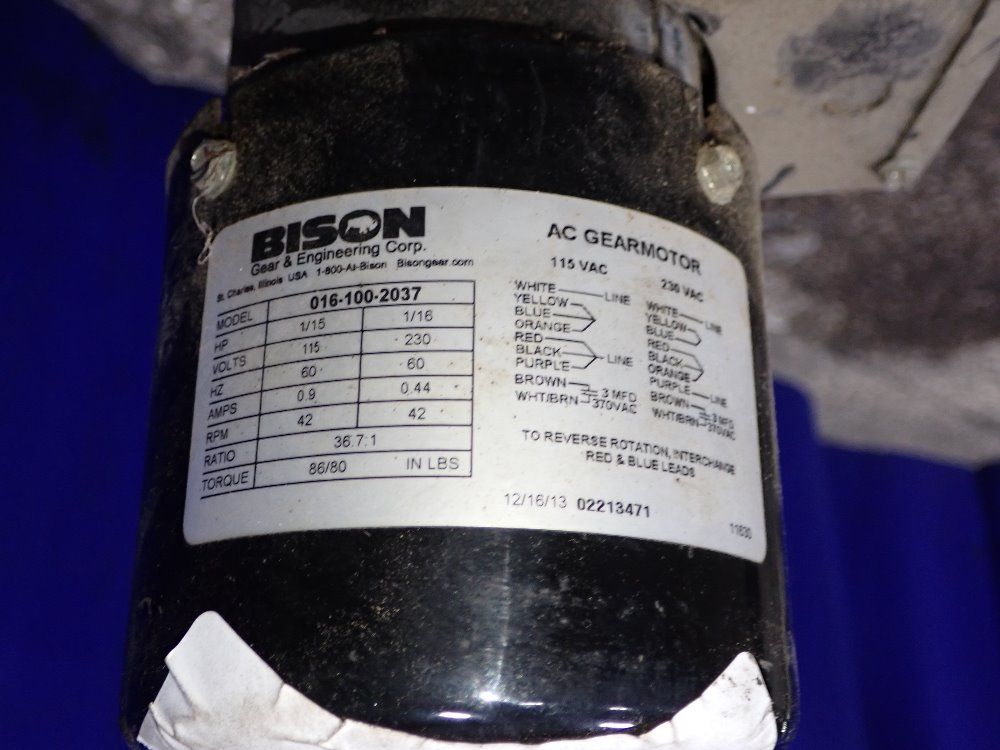 BISON
Gear & Engineering Corp.
St. Charles, Illinois USA 1-800-AT-Bison Bisongear.com
MODEL 016-100-2037
HP 1/15 1/16
VOLTS 115 230
HZ 60 60
AMPS 0.9 0.44
RPM 42 42
RATIO 36.7:1
TORQUE 86/80 IN LBS
AC GEARMOTOR
115 VAC
WHITE LINE
YELLOW
BLUE
ORANGE
RED
BLACK LINE
PURPLE
BROWN 3 MFD
WHT/BRN 370VAC
230 VAC
WHITE LINE
YELLOW
BLUE
RED
BLACK
ORANGE
PURPLE LINE
BROWN 3 MFD
WHT/BRN 370VAC
TO REVERSE ROTATION, INTERCHANGE
RED & BLUE LEADS
12/16/13 02213471
11630